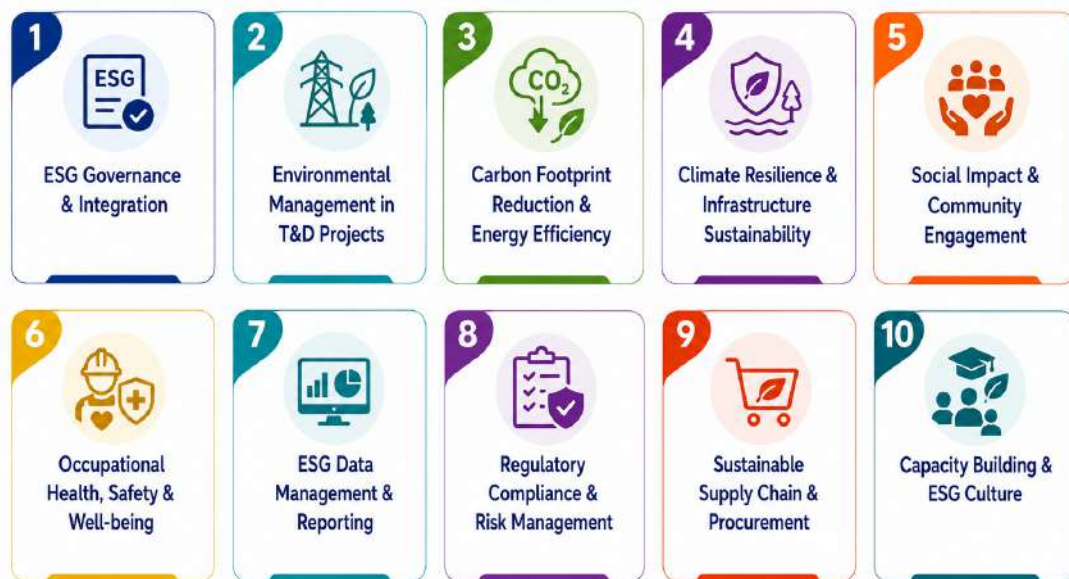 1
ESG
ESG Governance
& Integration
2
Environmental
Management in
T&D Projects
3
CO₂
Carbon Footprint
Reduction &
Energy Efficiency
4
Climate Resilience &
Infrastructure
Sustainability
5
Social Impact &
Community
Engagement
6
Occupational
Health, Safety &
Well-being
7
ESG Data
Management &
Reporting
8
Regulatory
Compliance &
Risk Management
9
Sustainable
Supply Chain &
Procurement
10
Capacity Building &
ESG Culture